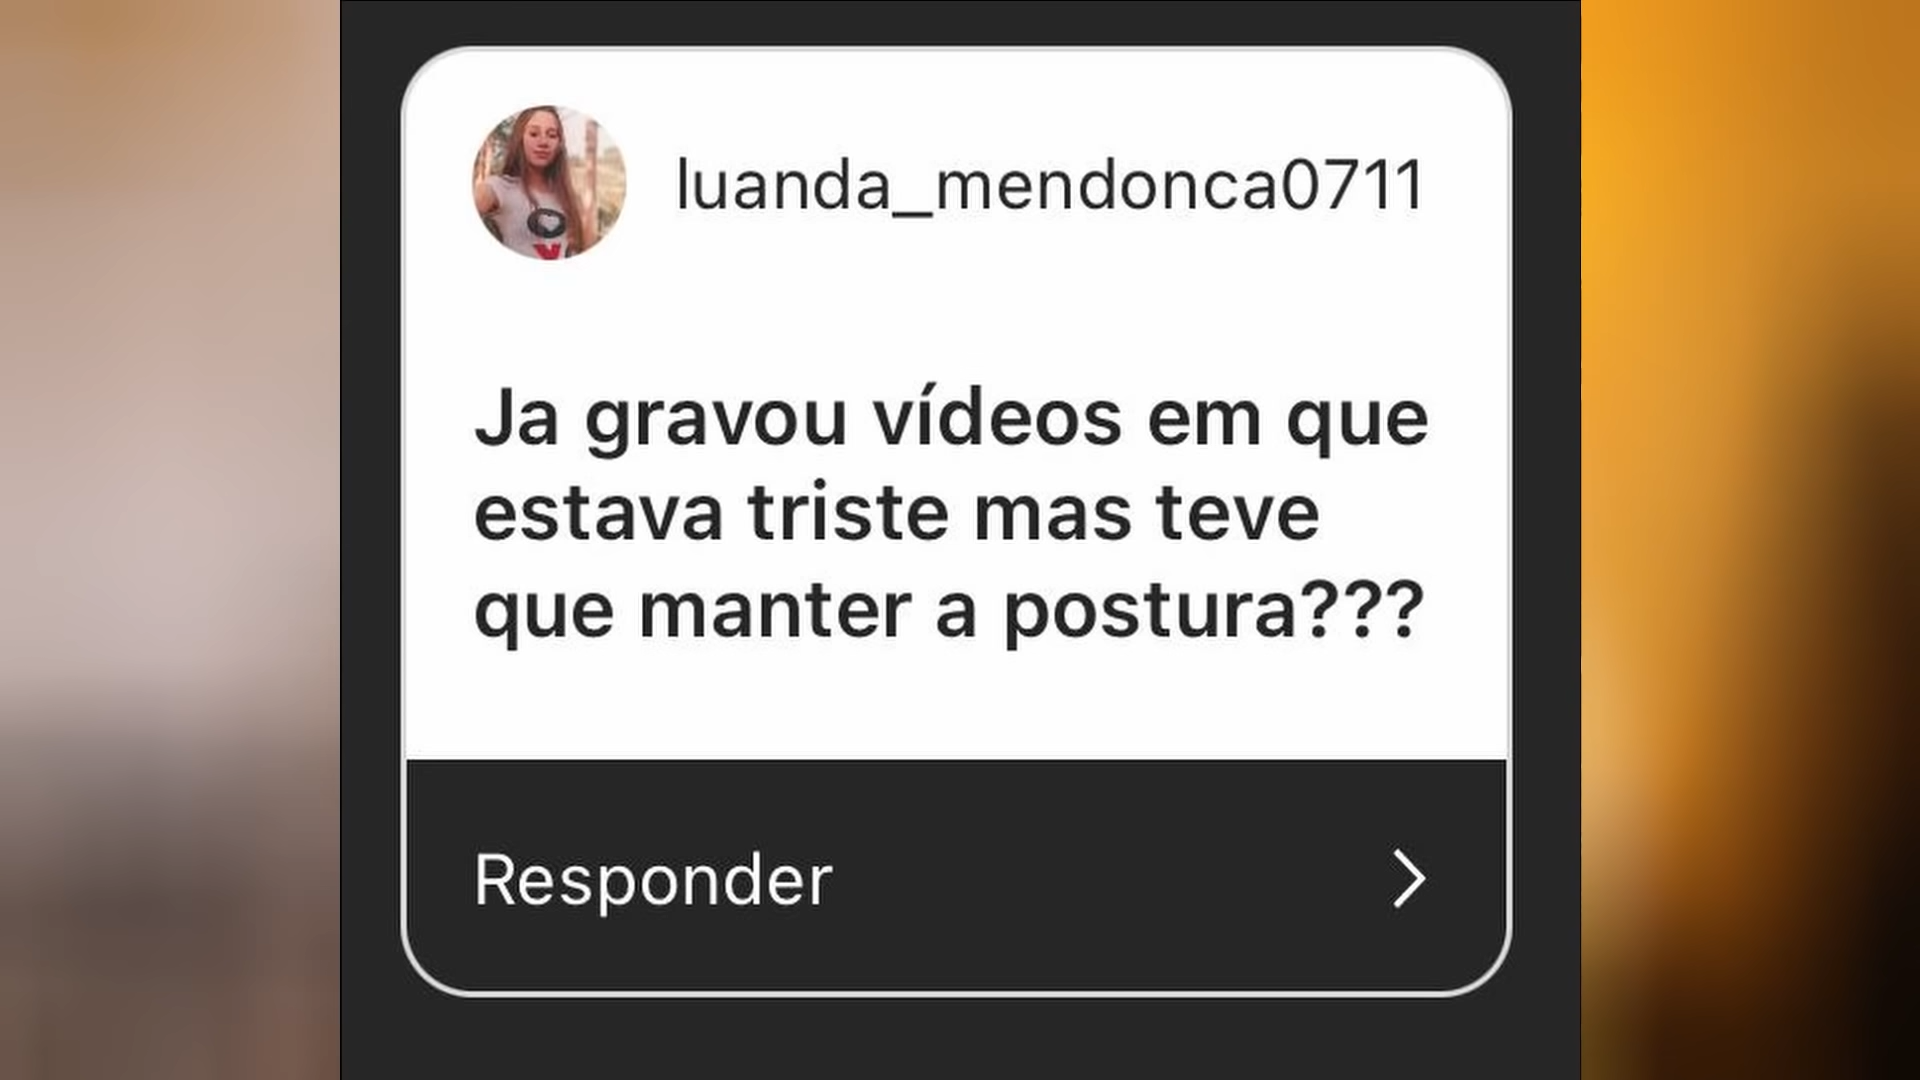 luanda_mendonca0711
Ja gravou vídeos em que
estava triste mas teve
que manter a postura???
Responder